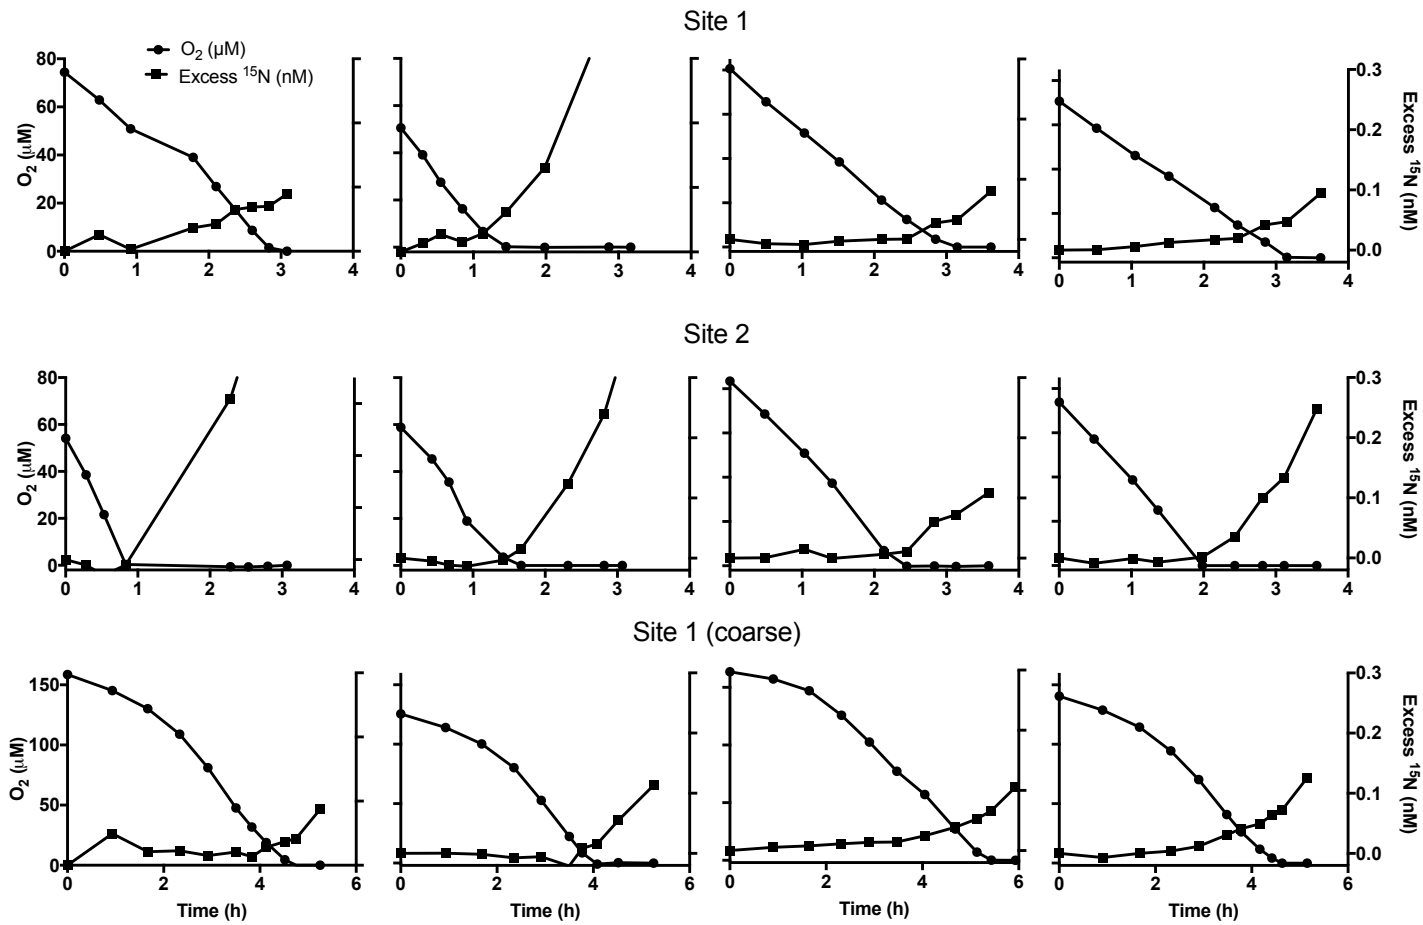 Site 1
O2 (µM)
Excess 15N (nM)
80
60
40
20
0
O2 (µM)
0 1 2 3 4
0 1 2 3 4
0 1 2 3 4
0 1 2 3 4
0.3
0.2
0.1
0.0
Excess 15N (nM)
Site 2
80
60
40
20
0
O2 (µM)
0 1 2 3 4
0 1 2 3 4
0 1 2 3 4
0 1 2 3 4
0.3
0.2
0.1
0.0
Excess 15N (nM)
Site 1 (coarse)
150
100
50
0
O2 (µM)
0 2 4 6
0 2 4 6
0 2 4 6
0 2 4 6
0.3
0.2
0.1
0.0
Excess 15N (nM)
Time (h)
Time (h)
Time (h)
Time (h)